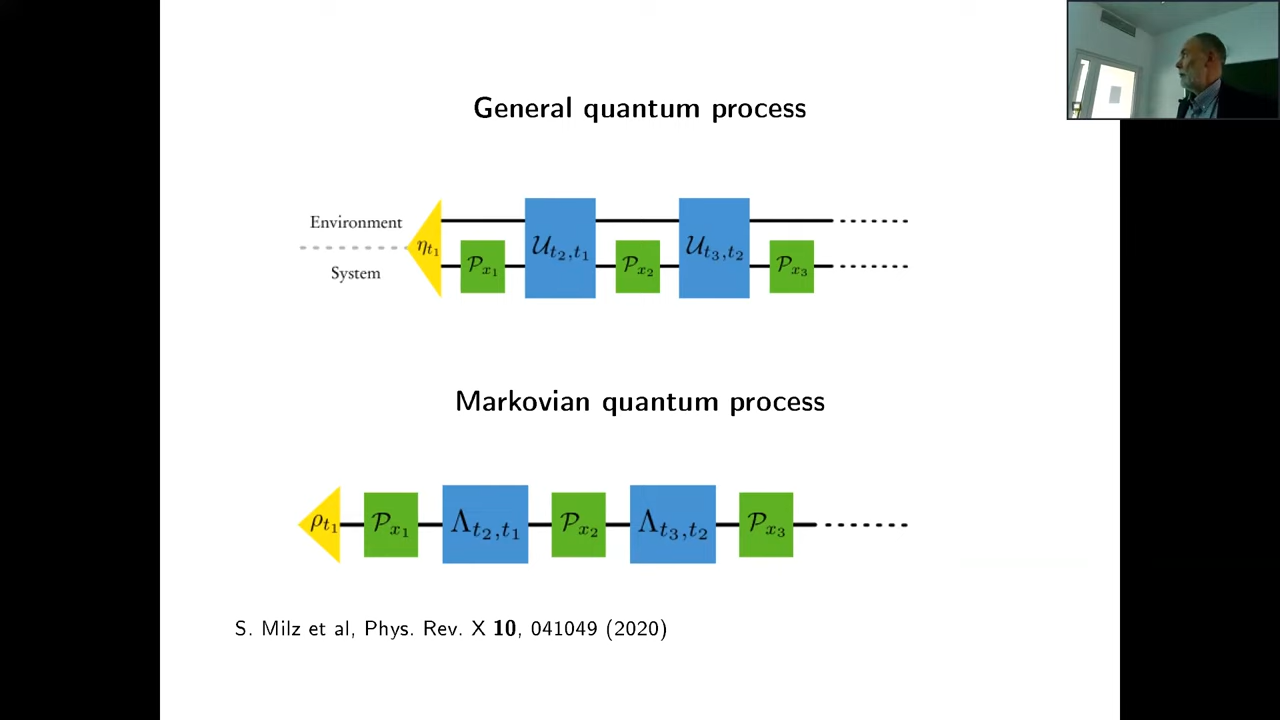 General quantum process
Environment
η_{t_1} 𝒫_{x_1} 𝒰_{t_2,t_1} 𝒫_{x_2} 𝒰_{t_3,t_2} 𝒫_{x_3}
System
Markovian quantum process
ρ_{t_1} 𝒫_{x_1} Λ_{t_2,t_1} 𝒫_{x_2} Λ_{t_3,t_2} 𝒫_{x_3}
S. Milz et al, Phys. Rev. X 10, 041049 (2020)